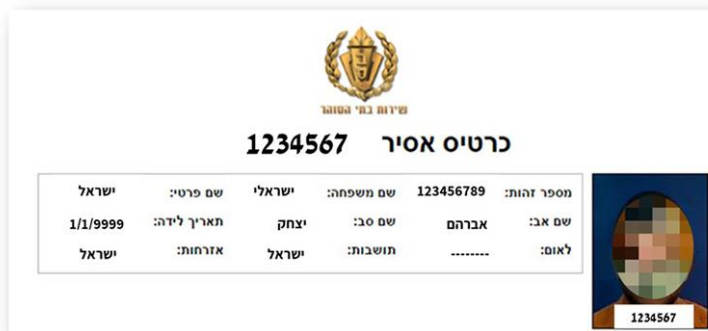 שירות בתי הסוהר
כרטיס אסיר 1234567
מספר זהות: 123456789 שם משפחה: ישראלי שם פרטי: ישראל
שם אב: אברהם שם סב: יצחק תאריך לידה: 1/1/9999
לאום: -------- תושבות: ישראל אזרחות: ישראל
1234567